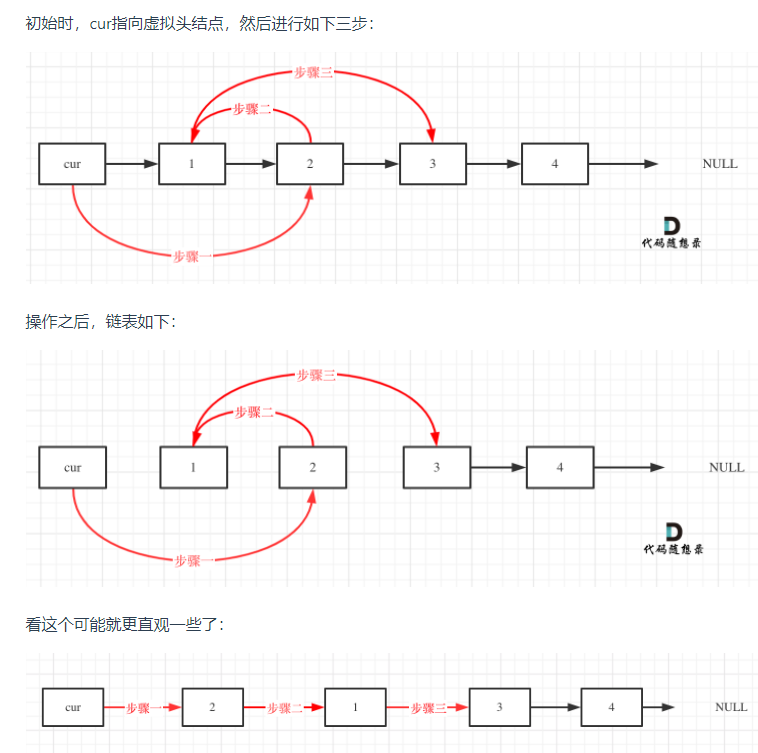 初始时，cur指向虚拟头结点，然后进行如下三步：
步骤三
步骤二
cur 1 2 3 4 NULL
步骤一
代码随想录
操作之后，链表如下：
步骤三
步骤二
cur 1 2 3 4 NULL
步骤一
代码随想录
看这个可能就更直观一些了：
cur 步骤一 2 步骤二 1 步骤三 3 4 NULL